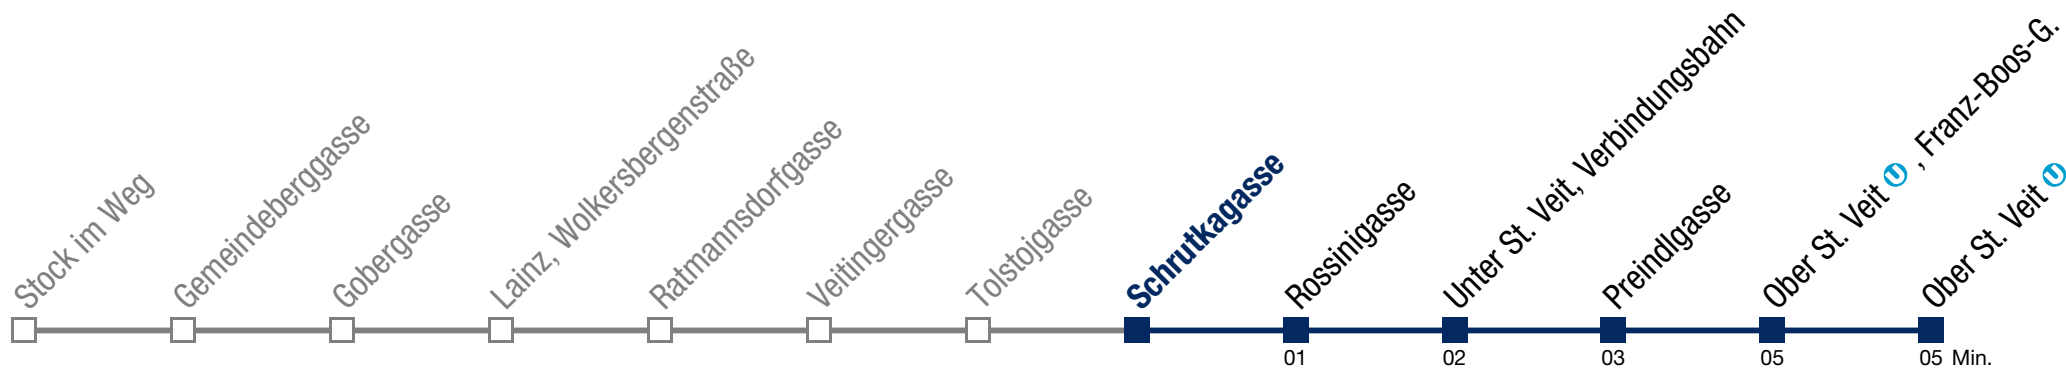 Stock im Weg
Gemeindeberggasse
Gobergasse
Lainz, Wolkersbergenstraße
Ratmannsdorfgasse
Veitingergasse
Tolstojgasse
Schrutkagasse
Rossinigasse
Unter St. Veit, Verbindungsbahn
Preindlgasse
Ober St. Veit U , Franz-Boos-G.
Ober St. Veit U
01 02 03 05 05 Min.